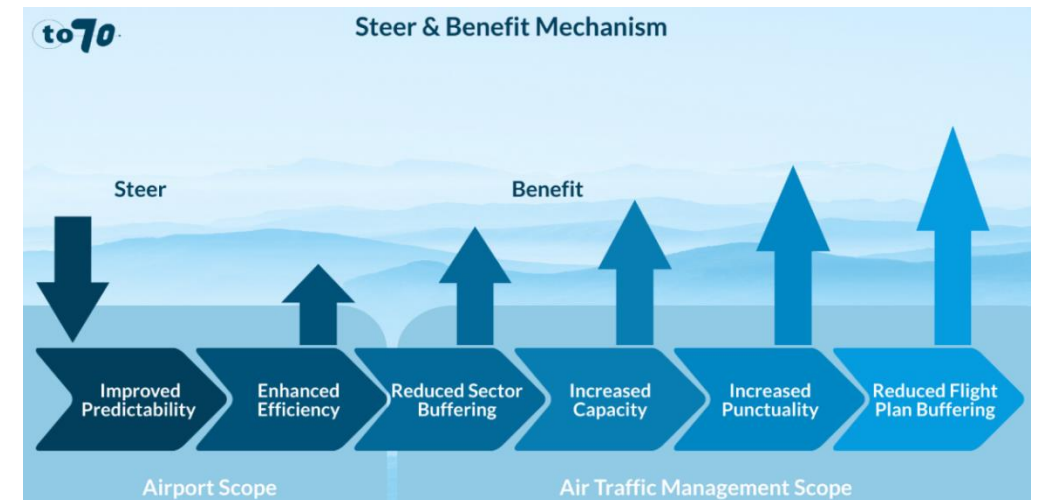 to70
Steer & Benefit Mechanism
Steer
Benefit
Improved
Predictability
Enhanced
Efficiency
Reduced Sector
Buffering
Increased
Capacity
Increased
Punctuality
Reduced Flight
Plan Buffering
Airport Scope
Air Traffic Management Scope